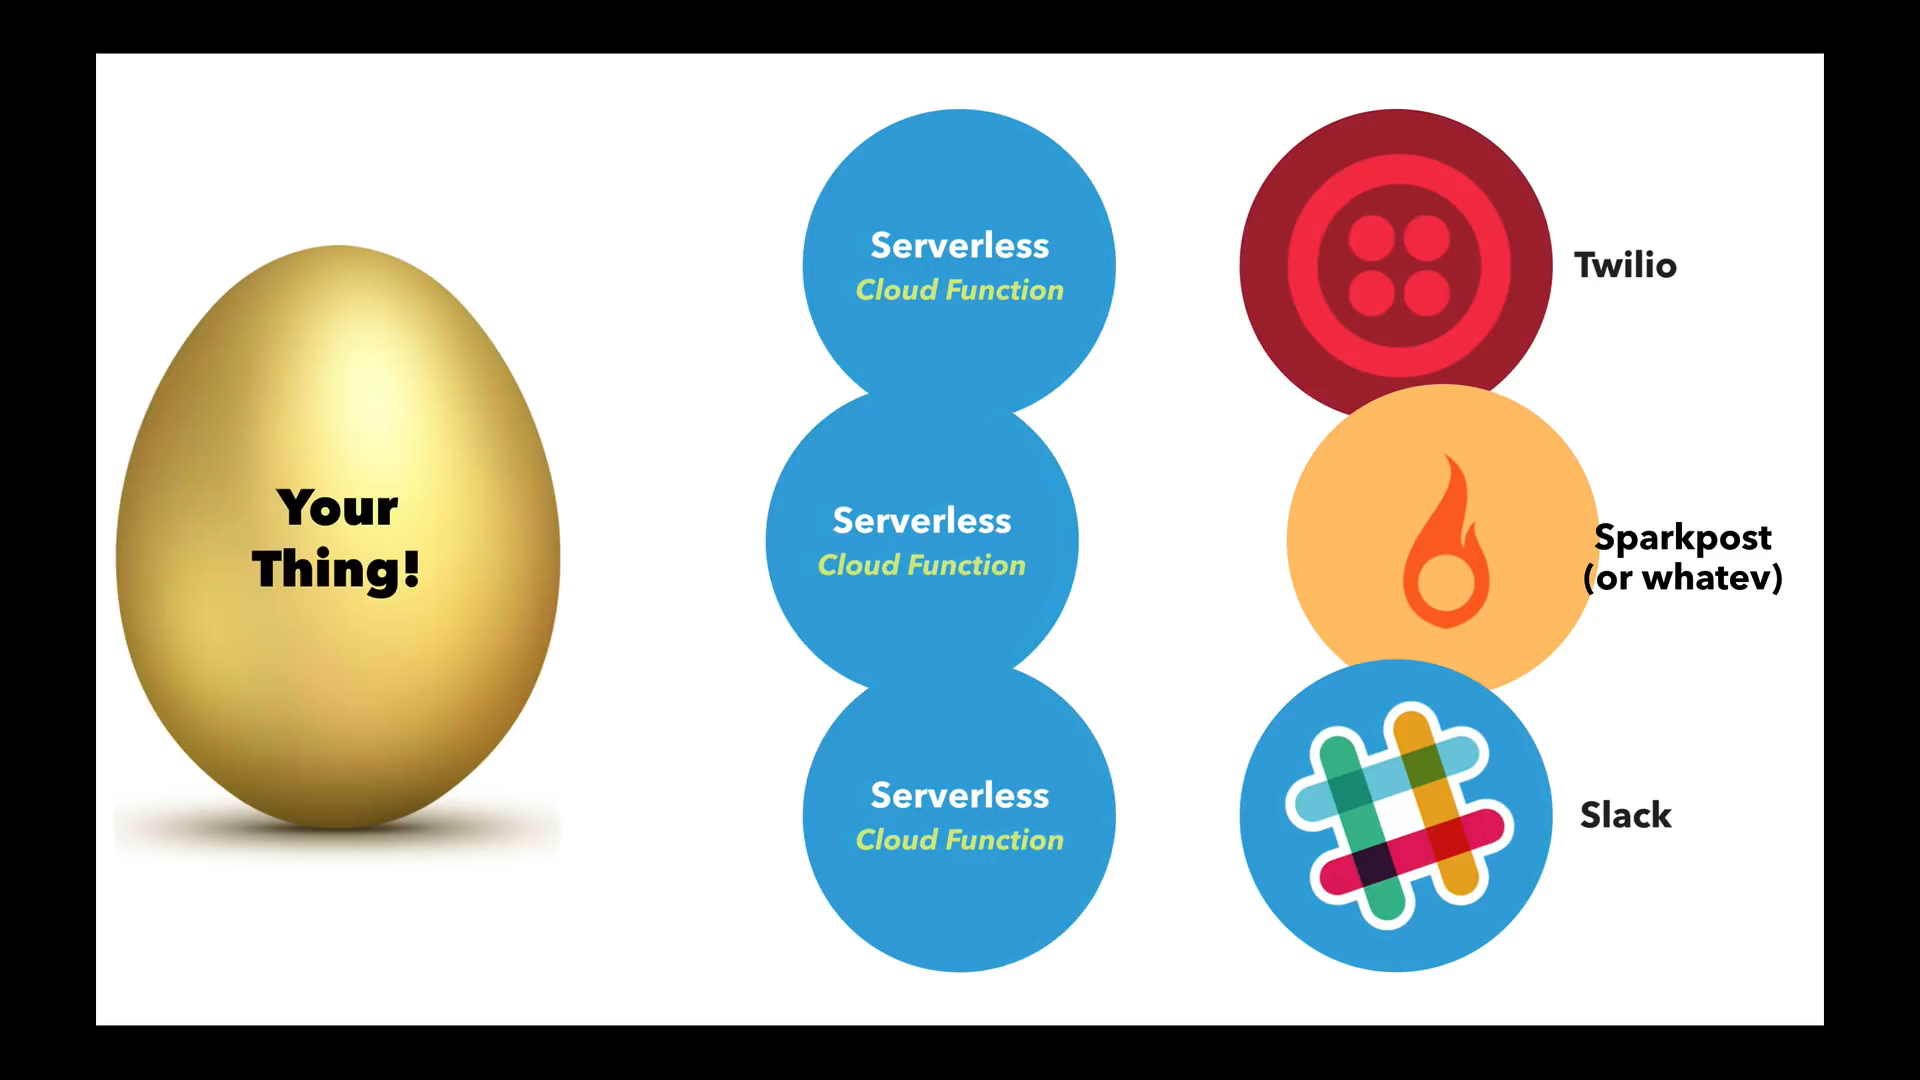 Your
Thing!
Serverless
Cloud Function
Serverless
Cloud Function
Serverless
Cloud Function
Twilio
Sparkpost
(or whatev)
Slack